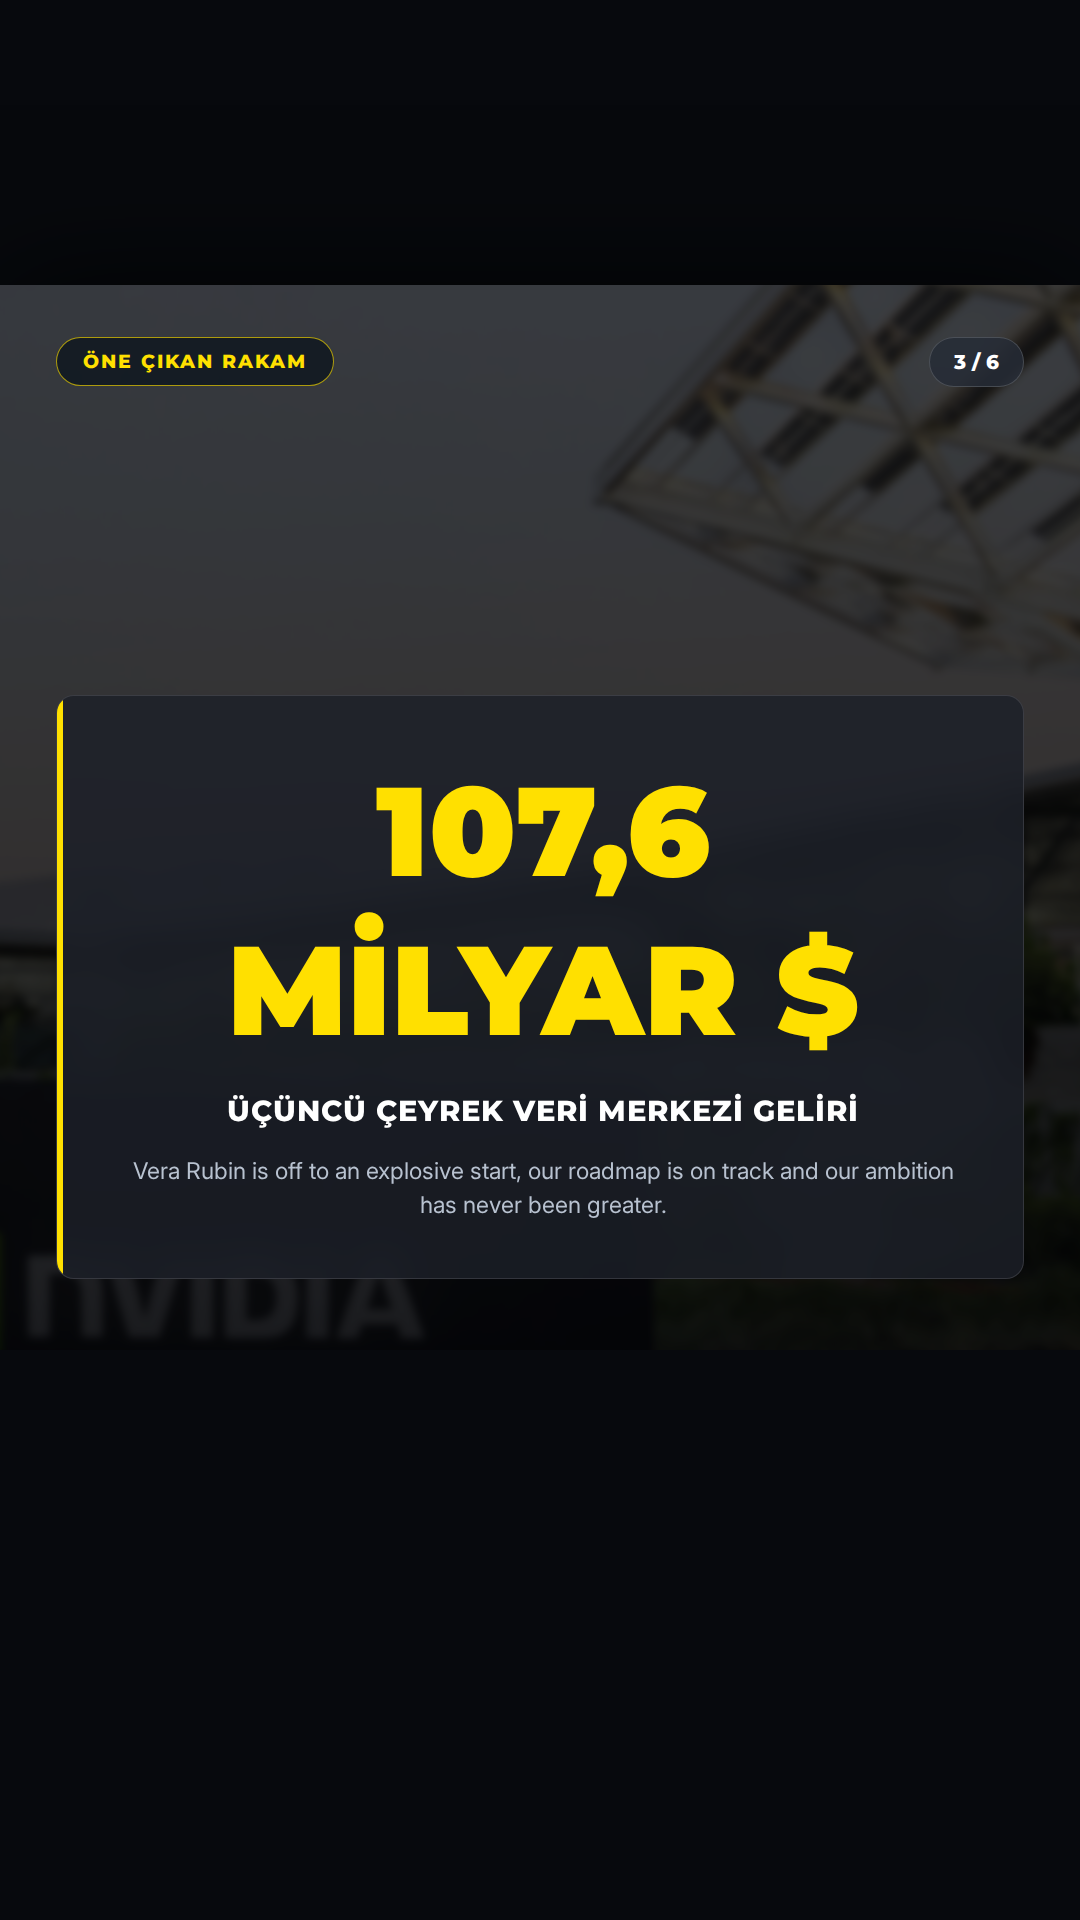 ÖNE ÇIKAN RAKAM
3 / 6
107,6
MİLYAR $
ÜÇÜNCÜ ÇEYREK VERİ MERKEZİ GELİRİ
Vera Rubin is off to an explosive start, our roadmap is on track and our ambition
has never been greater.
nVIDIA